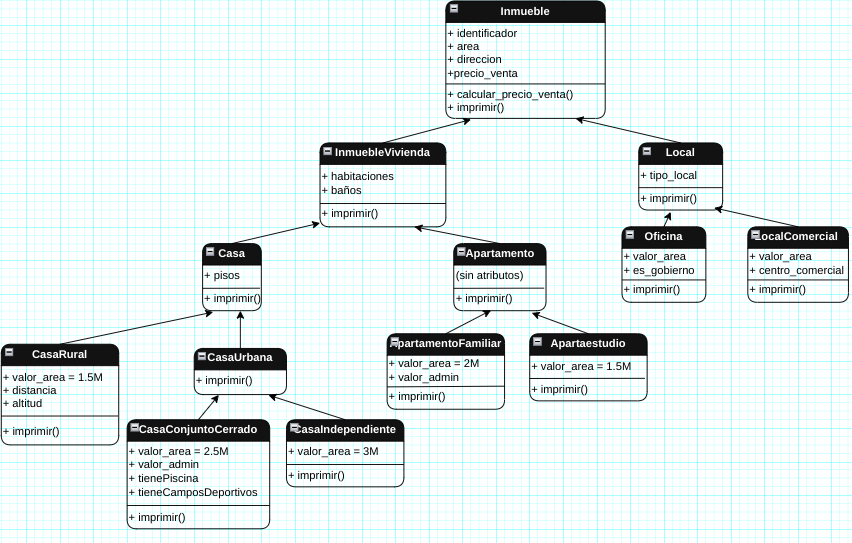 Inmueble
+ identificador
+ area
+ direccion
+precio_venta
+ calcular_precio_venta()
+ imprimir()
InmuebleVivienda
+ habitaciones
+ baños
+ imprimir()
Local
+ tipo_local
+ imprimir()
Casa
+ pisos
+ imprimir()
Apartamento
(sin atributos)
+ imprimir()
Oficina
+ valor_area
+ es_gobierno
+ imprimir()
LocalComercial
+ valor_area
+ centro_comercial
+ imprimir()
CasaRural
+ valor_area = 1.5M
+ distancia
+ altitud
+ imprimir()
CasaUrbana
+ imprimir()
ApartamentoFamiliar
+ valor_area = 2M
+ valor_admin
+ imprimir()
Apartaestudio
+ valor_area = 1.5M
+ imprimir()
CasaConjuntoCerrado
+ valor_area = 2.5M
+ valor_admin
+ tienePiscina
+ tieneCamposDeportivos
+ imprimir()
CasaIndependiente
+ valor_area = 3M
+ imprimir()